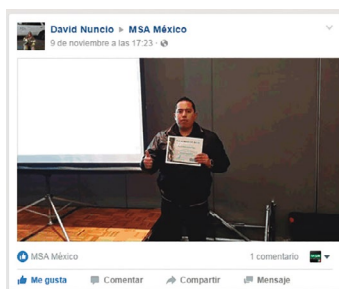 David Nuncio ▸ MSA México
9 de noviembre a las 17:23 ·
MSA México
1 comentario
Me gusta Comentar Compartir Mensaje